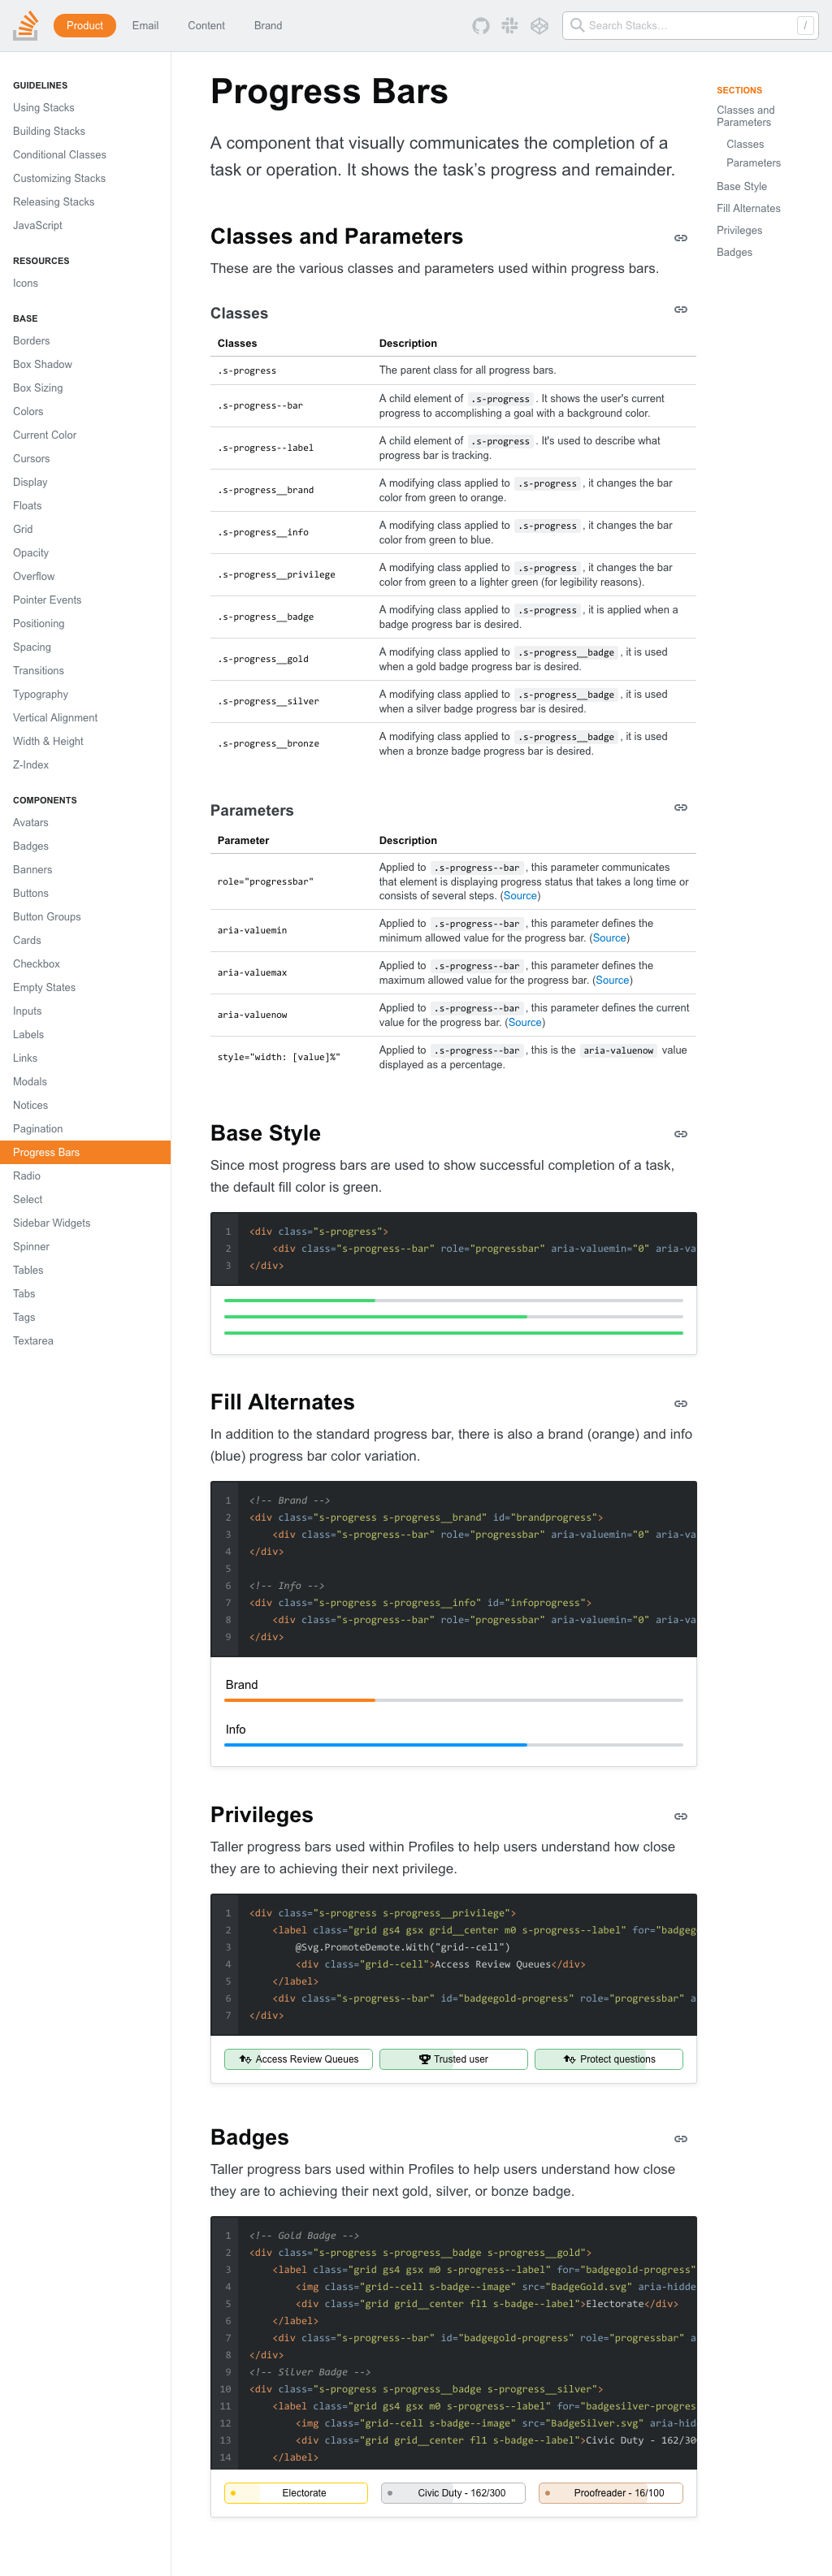 Product
Email
Content
Brand
Search Stacks…
/
GUIDELINES
Using Stacks
Building Stacks
Conditional Classes
Customizing Stacks
Releasing Stacks
JavaScript
RESOURCES
Icons
BASE
Borders
Box Shadow
Box Sizing
Colors
Current Color
Cursors
Display
Floats
Grid
Opacity
Overflow
Pointer Events
Positioning
Spacing
Transitions
Typography
Vertical Alignment
Width & Height
Z-Index
COMPONENTS
Avatars
Badges
Banners
Buttons
Button Groups
Cards
Checkbox
Empty States
Inputs
Labels
Links
Modals
Notices
Pagination
Progress Bars
Radio
Select
Sidebar Widgets
Spinner
Tables
Tabs
Tags
Textarea
Progress Bars
A component that visually communicates the completion of a
task or operation. It shows the task’s progress and remainder.
Classes and Parameters
These are the various classes and parameters used within progress bars.
Classes
Classes Description
.s-progress The parent class for all progress bars.
.s-progress--bar A child element of .s-progress . It shows the user's current
progress to accomplishing a goal with a background color.
.s-progress--label A child element of .s-progress . It's used to describe what
progress bar is tracking.
.s-progress__brand A modifying class applied to .s-progress , it changes the bar
color from green to orange.
.s-progress__info A modifying class applied to .s-progress , it changes the bar
color from green to blue.
.s-progress__privilege A modifying class applied to .s-progress , it changes the bar
color from green to a lighter green (for legibility reasons).
.s-progress__badge A modifying class applied to .s-progress , it is applied when a
badge progress bar is desired.
.s-progress__gold A modifying class applied to .s-progress__badge , it is used
when a gold badge progress bar is desired.
.s-progress__silver A modifying class applied to .s-progress__badge , it is used
when a silver badge progress bar is desired.
.s-progress__bronze A modifying class applied to .s-progress__badge , it is used
when a bronze badge progress bar is desired.
Parameters
Parameter Description
role="progressbar" Applied to .s-progress--bar , this parameter communicates
that element is displaying progress status that takes a long time or
consists of several steps. (Source)
aria-valuemin Applied to .s-progress--bar , this parameter defines the
minimum allowed value for the progress bar. (Source)
aria-valuemax Applied to .s-progress--bar , this parameter defines the
maximum allowed value for the progress bar. (Source)
aria-valuenow Applied to .s-progress--bar , this parameter defines the current
value for the progress bar. (Source)
style="width: [value]%" Applied to .s-progress--bar , this is the aria-valuenow value
displayed as a percentage.
Base Style
Since most progress bars are used to show successful completion of a task,
the default fill color is green.
1 <div class="s-progress">
2 <div class="s-progress--bar" role="progressbar" aria-valuemin="0" aria-va
3 </div>
Fill Alternates
In addition to the standard progress bar, there is also a brand (orange) and info
(blue) progress bar color variation.
1 <!-- Brand -->
2 <div class="s-progress s-progress__brand" id="brandprogress">
3 <div class="s-progress--bar" role="progressbar" aria-valuemin="0" aria-va
4 </div>
5
6 <!-- Info -->
7 <div class="s-progress s-progress__info" id="infoprogress">
8 <div class="s-progress--bar" role="progressbar" aria-valuemin="0" aria-va
9 </div>
Brand
Info
Privileges
Taller progress bars used within Profiles to help users understand how close
they are to achieving their next privilege.
1 <div class="s-progress s-progress__privilege">
2 <label class="grid gs4 gsx grid__center m0 s-progress--label" for="badgeg
3 @Svg.PromoteDemote.With("grid--cell")
4 <div class="grid--cell">Access Review Queues</div>
5 </label>
6 <div class="s-progress--bar" id="badgegold-progress" role="progressbar" a
7 </div>
Access Review Queues
Trusted user
Protect questions
Badges
Taller progress bars used within Profiles to help users understand how close
they are to achieving their next gold, silver, or bonze badge.
1 <!-- Gold Badge -->
2 <div class="s-progress s-progress__badge s-progress__gold">
3 <label class="grid gs4 gsx m0 s-progress--label" for="badgegold-progress"
4 <img class="grid--cell s-badge--image" src="BadgeGold.svg" aria-hidde
5 <div class="grid grid__center fl1 s-badge--label">Electorate</div>
6 </label>
7 <div class="s-progress--bar" id="badgegold-progress" role="progressbar" a
8 </div>
9 <!-- Silver Badge -->
10 <div class="s-progress s-progress__badge s-progress__silver">
11 <label class="grid gs4 gsx m0 s-progress--label" for="badgesilver-progres
12 <img class="grid--cell s-badge--image" src="BadgeSilver.svg" aria-hid
13 <div class="grid grid__center fl1 s-badge--label">Civic Duty - 162/30
14 </label>
Electorate
Civic Duty - 162/300
Proofreader - 16/100
SECTIONS
Classes and
Parameters
Classes
Parameters
Base Style
Fill Alternates
Privileges
Badges